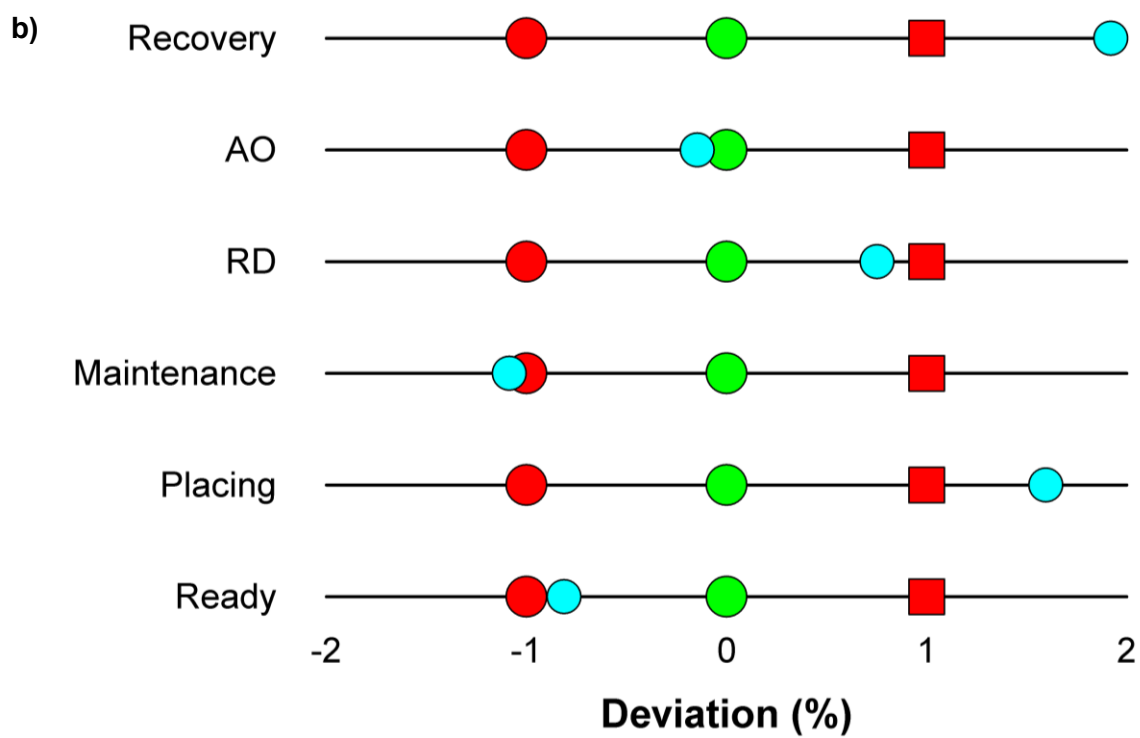 b)
Recovery
AO
RD
Maintenance
Placing
Ready
-2 -1 0 1 2
Deviation (%)